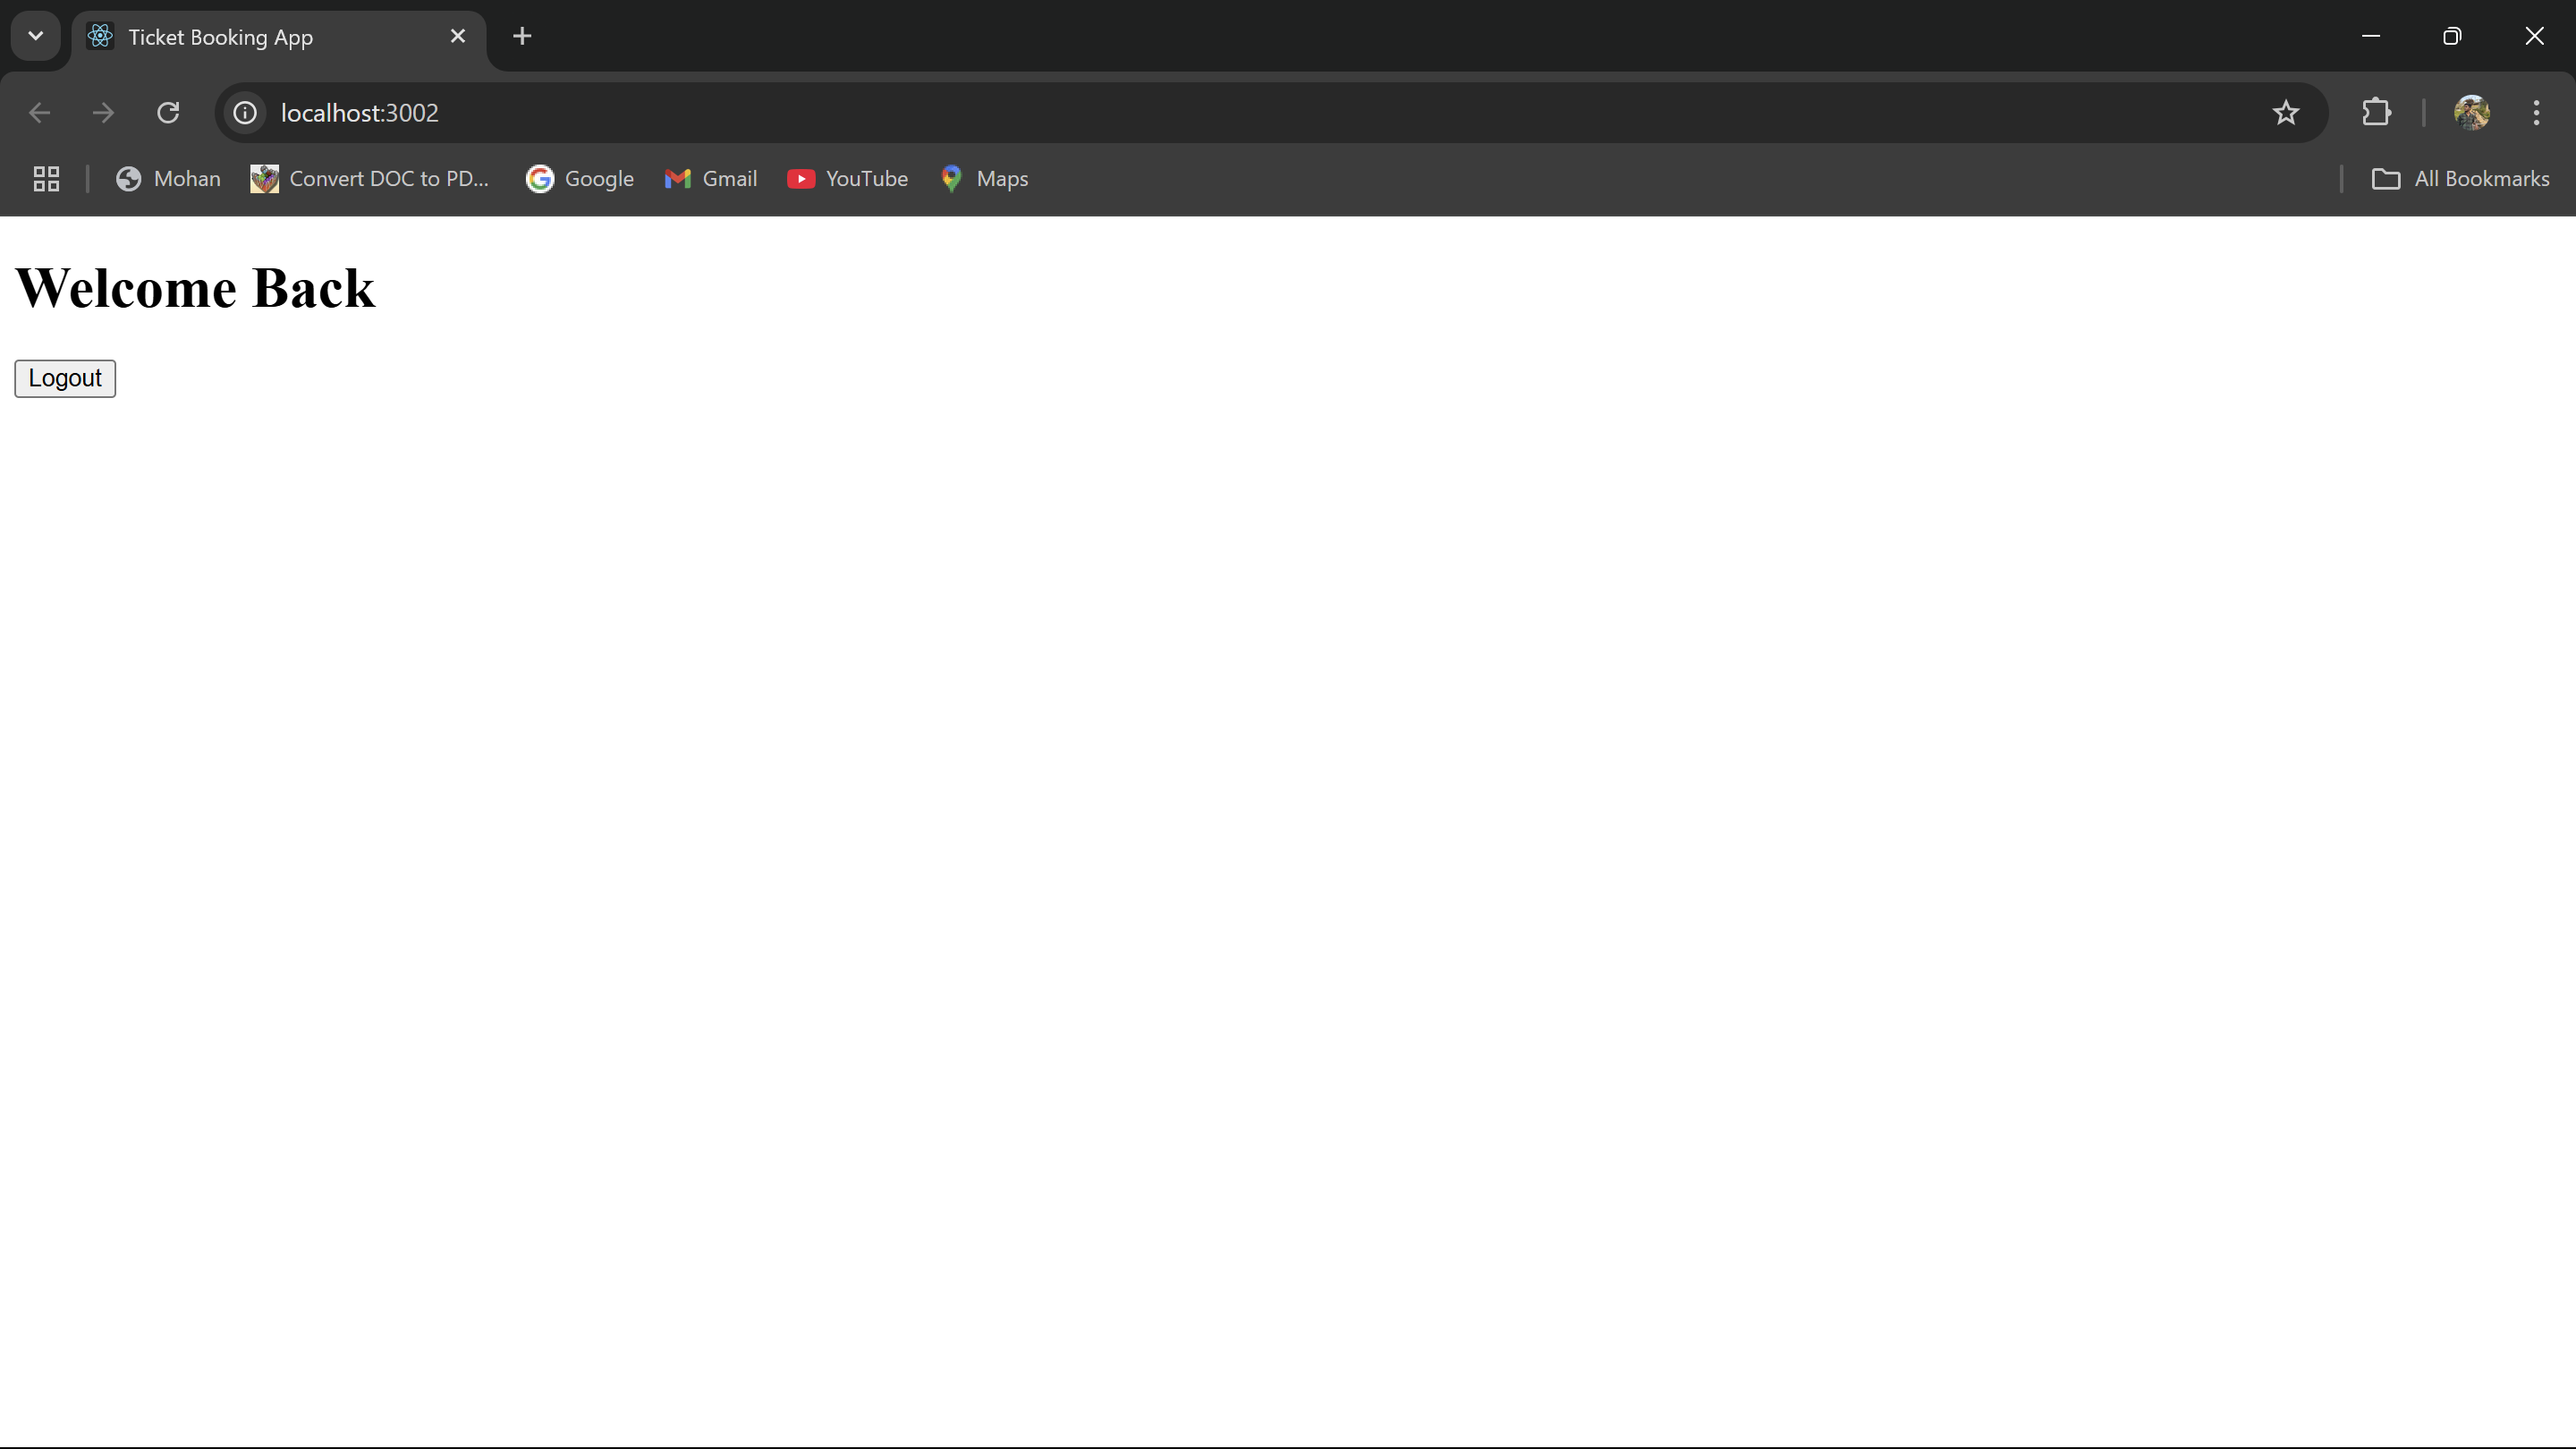 Ticket Booking App
localhost:3002
Mohan Convert DOC to PD... Google Gmail YouTube Maps All Bookmarks
Welcome Back
Logout